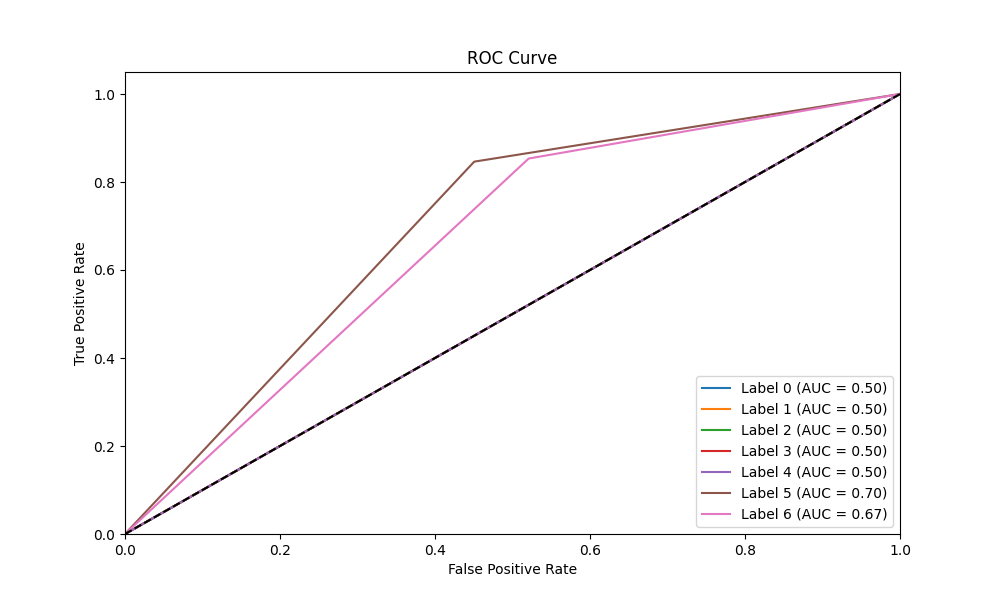 ROC Curve
True Positive Rate
1.0
0.8
0.6
0.4
0.2
0.0
Label 0 (AUC = 0.50)
Label 1 (AUC = 0.50)
Label 2 (AUC = 0.50)
Label 3 (AUC = 0.50)
Label 4 (AUC = 0.50)
Label 5 (AUC = 0.70)
Label 6 (AUC = 0.67)
0.0 0.2 0.4 0.6 0.8 1.0
False Positive Rate